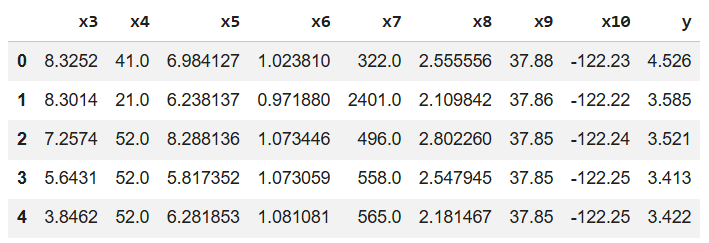 x3 x4 x5 x6 x7 x8 x9 x10 y
0 8.3252 41.0 6.984127 1.023810 322.0 2.555556 37.88 -122.23 4.526
1 8.3014 21.0 6.238137 0.971880 2401.0 2.109842 37.86 -122.22 3.585
2 7.2574 52.0 8.288136 1.073446 496.0 2.802260 37.85 -122.24 3.521
3 5.6431 52.0 5.817352 1.073059 558.0 2.547945 37.85 -122.25 3.413
4 3.8462 52.0 6.281853 1.081081 565.0 2.181467 37.85 -122.25 3.422